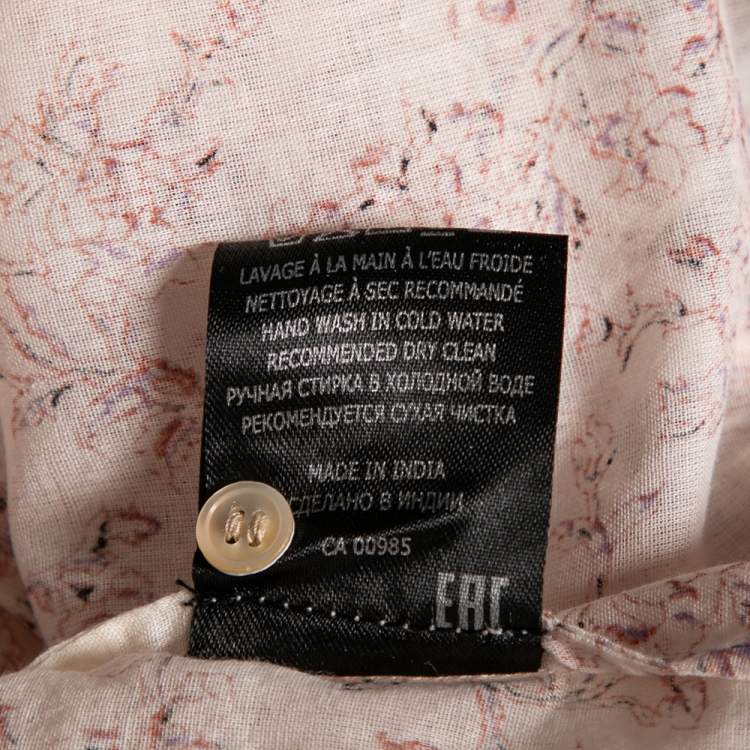 LAVAGE À LA MAIN À L'EAU FROIDE
NETTOYAGE À SEC RECOMMANDÉ
HAND WASH IN COLD WATER
RECOMMENDED DRY CLEAN
РУЧНАЯ СТИРКА В ХОЛОДНОЙ ВОДЕ
РЕКОМЕНДУЕТСЯ СУХАЯ ЧИСТКА
MADE IN INDIA
СДЕЛАНО В ИНДИИ
CA 00985
EAC